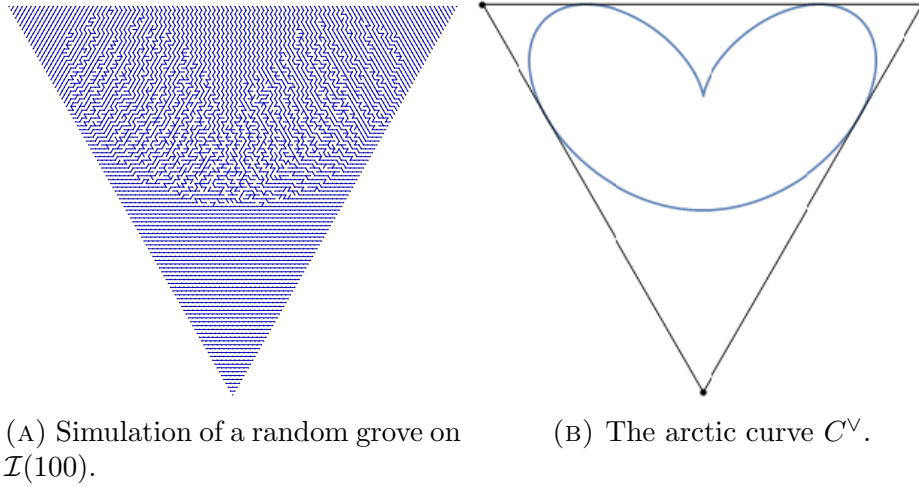 (A) Simulation of a random grove on
𝓘(100).
(B) The arctic curve C^∨.